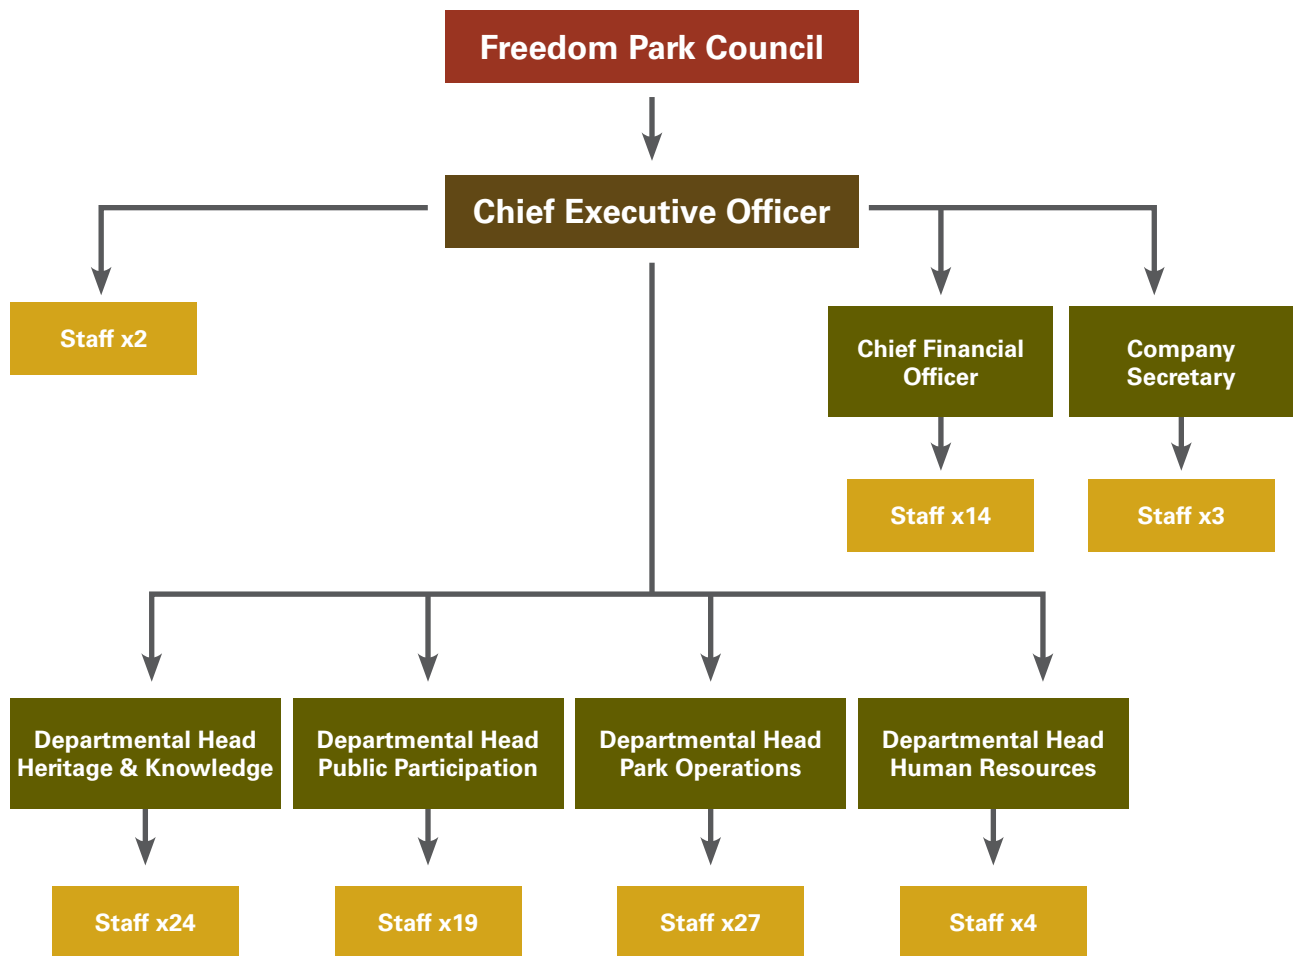 Freedom Park Council
Chief Executive Officer
Staff x2
Chief Financial
Officer
Company
Secretary
Staff x14
Staff x3
Departmental Head
Heritage & Knowledge
Departmental Head
Public Participation
Departmental Head
Park Operations
Departmental Head
Human Resources
Staff x24
Staff x19
Staff x27
Staff x4